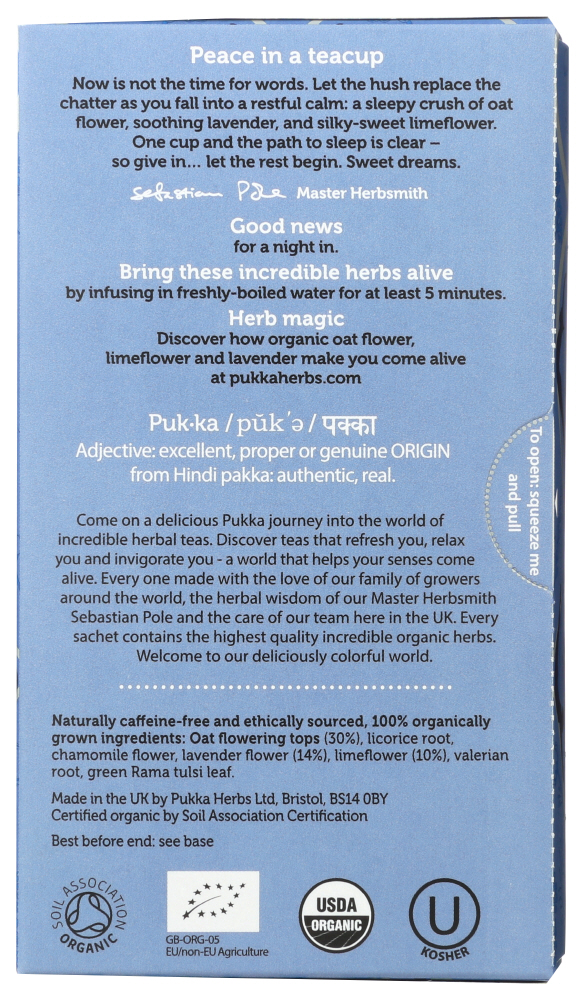 Peace in a teacup
Now is not the time for words. Let the hush replace the
chatter as you fall into a restful calm: a sleepy crush of oat
flower, soothing lavender, and silky-sweet limeflower.
One cup and the path to sleep is clear –
so give in... let the rest begin. Sweet dreams.
Sebastian Pole Master Herbsmith
Good news
for a night in.
Bring these incredible herbs alive
by infusing in freshly-boiled water for at least 5 minutes.
Herb magic
Discover how organic oat flower,
limeflower and lavender make you come alive
at pukkaherbs.com
Puk·ka /pŭk'ə/ पक्का
Adjective: excellent, proper or genuine ORIGIN
from Hindi pakka: authentic, real.
To open: squeeze me
and pull
Come on a delicious Pukka journey into the world of
incredible herbal teas. Discover teas that refresh you, relax
you and invigorate you - a world that helps your senses come
alive. Every one made with the love of our family of growers
around the world, the herbal wisdom of our Master Herbsmith
Sebastian Pole and the care of our team here in the UK. Every
sachet contains the highest quality incredible organic herbs.
Welcome to our deliciously colorful world.
Naturally caffeine-free and ethically sourced, 100% organically
grown ingredients: Oat flowering tops (30%), licorice root,
chamomile flower, lavender flower (14%), limeflower (10%), valerian
root, green Rama tulsi leaf.
Made in the UK by Pukka Herbs Ltd, Bristol, BS14 0BY
Certified organic by Soil Association Certification
Best before end: see base
SOIL ASSOCIATION
ORGANIC
GB-ORG-05
EU/non-EU Agriculture
USDA
ORGANIC
U
KOSHER